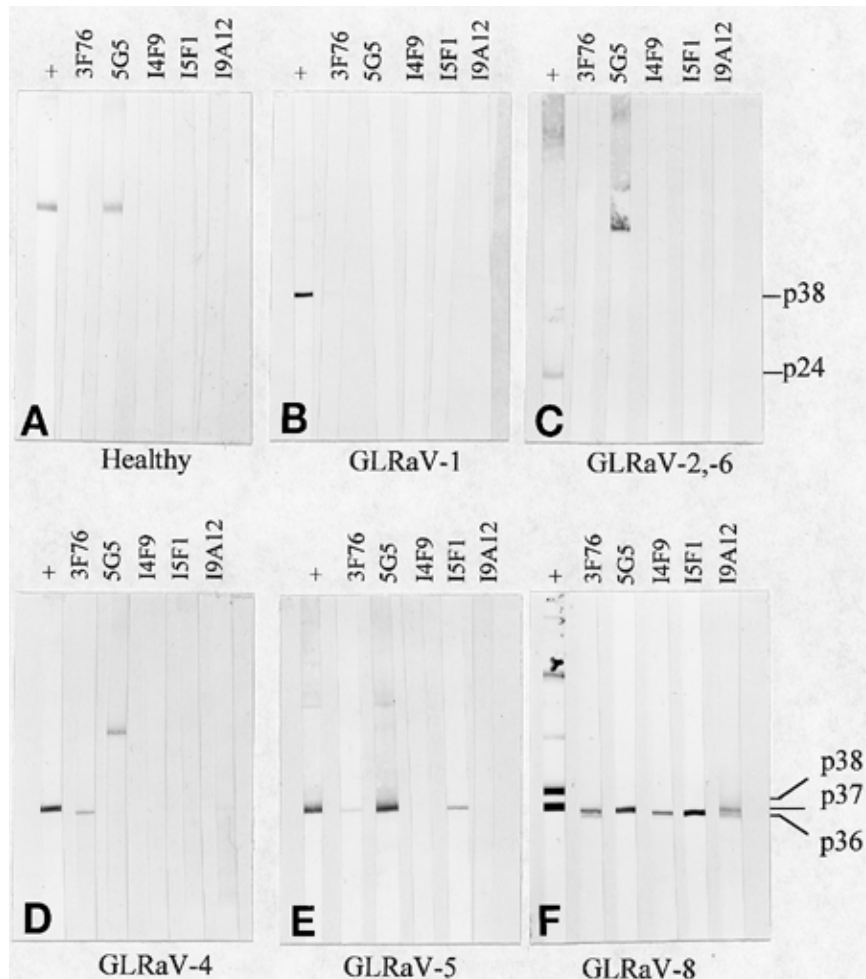 + 3F76 5G5 I4F9 I5F1 I9A12
+ 3F76 5G5 I4F9 I5F1 I9A12
+ 3F76 5G5 I4F9 I5F1 I9A12
p38
p24
A B C
Healthy GLRaV-1 GLRaV-2,-6
+ 3F76 5G5 I4F9 I5F1 I9A12
+ 3F76 5G5 I4F9 I5F1 I9A12
+ 3F76 5G5 I4F9 I5F1 I9A12
p38
p37
p36
D E F
GLRaV-4 GLRaV-5 GLRaV-8